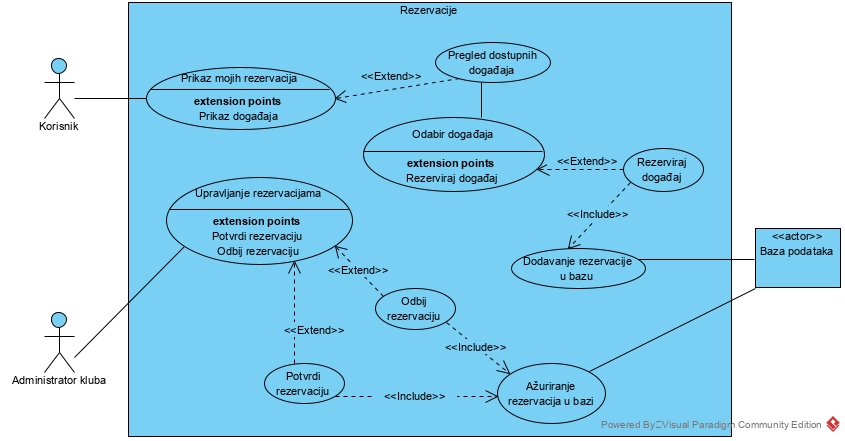 Rezervacije
Pregled dostupnih
događaja
<<Extend>>
Prikaz mojih rezervacija
extension points
Prikaz događaja
Korisnik
Odabir događaja
extension points
Rezerviraj događaj
<<Extend>>
Rezerviraj
događaj
Upravljanje rezervacijama
extension points
Potvrdi rezervaciju
Odbij rezervaciju
<<Include>>
<<actor>>
Baza podataka
Dodavanje rezervacije
u bazu
<<Extend>>
Odbij
rezervaciju
<<Extend>>
<<Include>>
Administrator kluba
Potvrdi
rezervaciju
<<Include>>
Ažuriranje
rezervacija u bazi
Powered By Visual Paradigm Community Edition